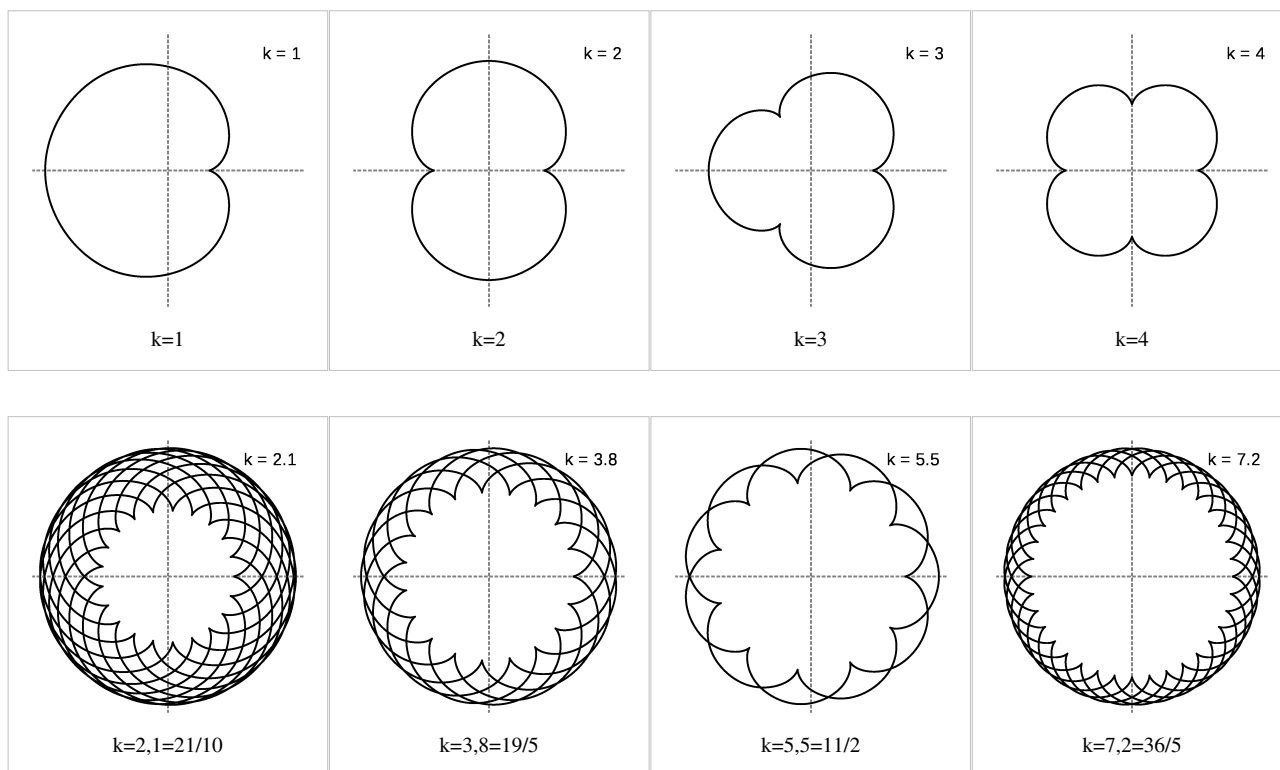 k = 1
k = 2
k = 3
k = 4
k=1
k=2
k=3
k=4
k = 2.1
k = 3.8
k = 5.5
k = 7.2
k=2,1=21/10
k=3,8=19/5
k=5,5=11/2
k=7,2=36/5